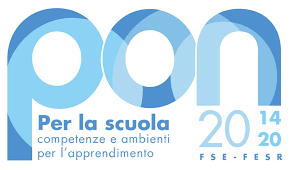 pon
Per la scuola
competenze e ambienti
per l'apprendimento
20 14
20
FSE-FESR